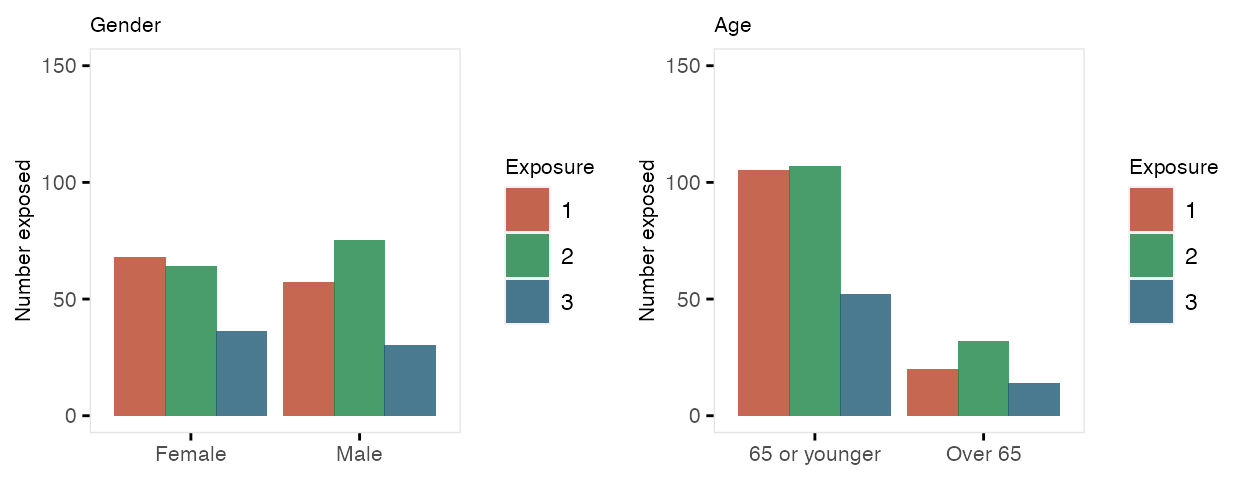 Gender
Number exposed
150
100
50
0
Female Male
Exposure
1
2
3
Age
Number exposed
150
100
50
0
65 or younger Over 65
Exposure
1
2
3